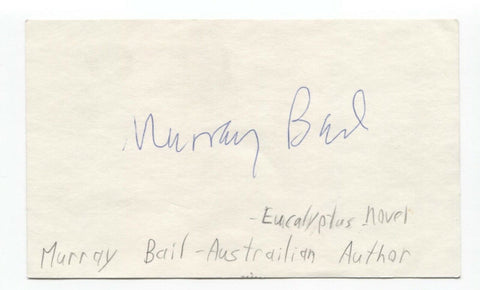 Murray Bail
-Eucalyptus Novel
Murray Bail-Austrailian Author